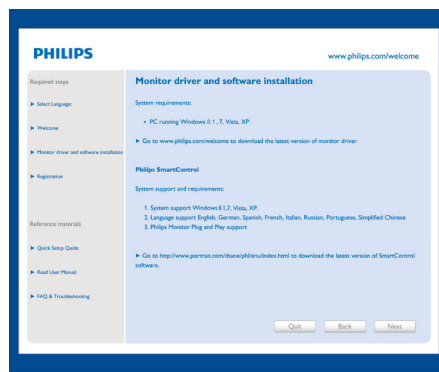 PHILIPS
www.philips.com/welcome
Required steps
► Select Language:
► Welcome
► Monitor driver and software installation
► Registration
Reference materials
► Quick Setup Quide
► Read User Manual
► FAQ & Troubleshooting
Monitor driver and software installation
System requirements:
• PC running Windows 8.1 , 7, Vista, XP.
► Go to www.philips.com/welcome to download the latest version of monitor driver
Philips SmartControl
System support and requirements:
1. System support Windows8.1,7, Vista, XP.
2. Language support English, German, Spanish, French, Italian, Russian, Portuguese, Simplified Chinese
3. Philips Monitor Plug and Play support
► Go to http://www.portrait.com/dtune/phl/enu/index.html to download the latest version of SmartControl
software.
Quit
Back
Next